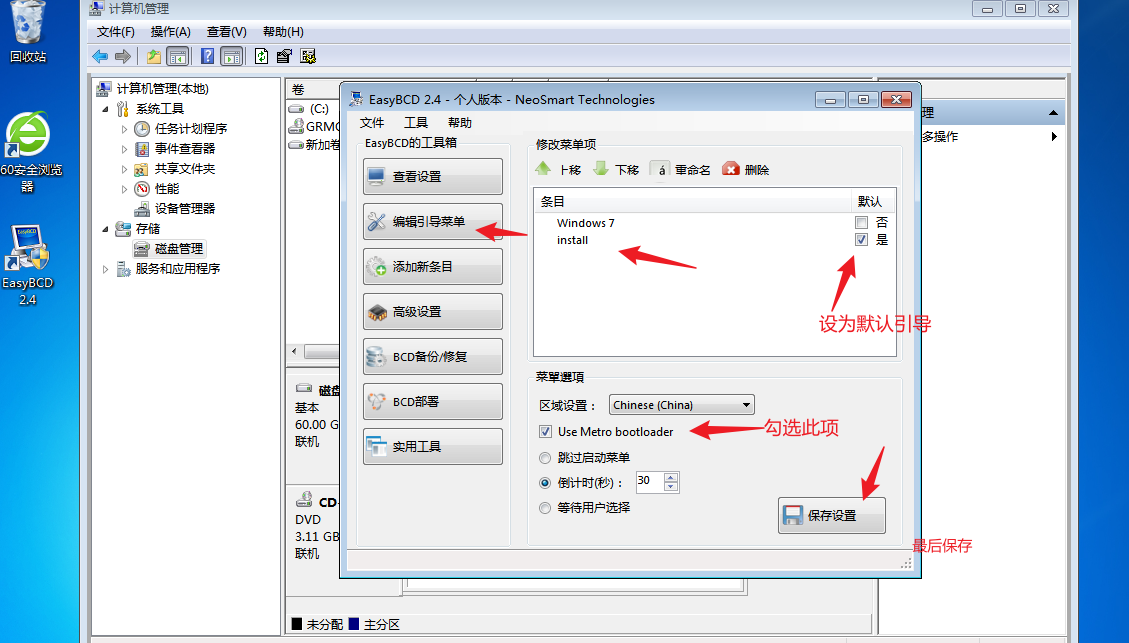 回收站
60安全浏览
器
EasyBCD
2.4
计算机管理
文件(F) 操作(A) 查看(V) 帮助(H)
计算机管理(本地)
系统工具
任务计划程序
事件查看器
共享文件夹
性能
设备管理器
存储
磁盘管理
服务和应用程序
卷
(C:)
GRMC
新加卷
磁盘
基本
60.00 G
联机
CD-
DVD
3.11 GB
联机
未分配 主分区
理
多操作
EasyBCD 2.4 - 个人版本 - NeoSmart Technologies
文件 工具 帮助
EasyBCD的工具箱
查看设置
编辑引导菜单
添加新条目
高级设置
BCD备份/修复
BCD部署
实用工具
修改菜单项
上移 下移 á 重命名 删除
条目 默认
Windows 7 否
install 是
设为默认引导
菜單選項
区域设置： Chinese (China)
Use Metro bootloader
勾选此项
跳过启动菜单
倒计时(秒)： 30
等待用户选择
保存设置
最后保存